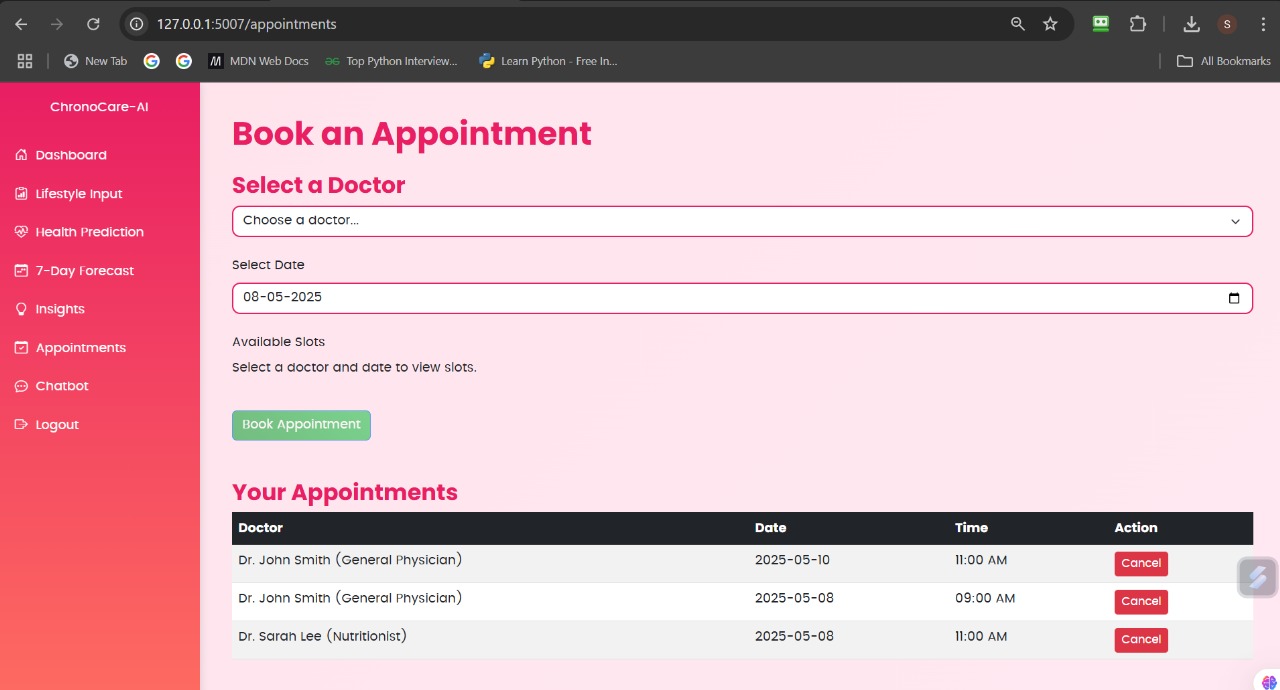 127.0.0.1:5007/appointments
S
New Tab
MDN Web Docs
Top Python Interview...
Learn Python - Free In...
All Bookmarks
ChronoCare-AI
Dashboard
Lifestyle Input
Health Prediction
7-Day Forecast
Insights
Appointments
Chatbot
Logout
Book an Appointment
Select a Doctor
Choose a doctor...
Select Date
08-05-2025
Available Slots
Select a doctor and date to view slots.
Book Appointment
Your Appointments
Doctor Date Time Action
Dr. John Smith (General Physician) 2025-05-10 11:00 AM Cancel
Dr. John Smith (General Physician) 2025-05-08 09:00 AM Cancel
Dr. Sarah Lee (Nutritionist) 2025-05-08 11:00 AM Cancel